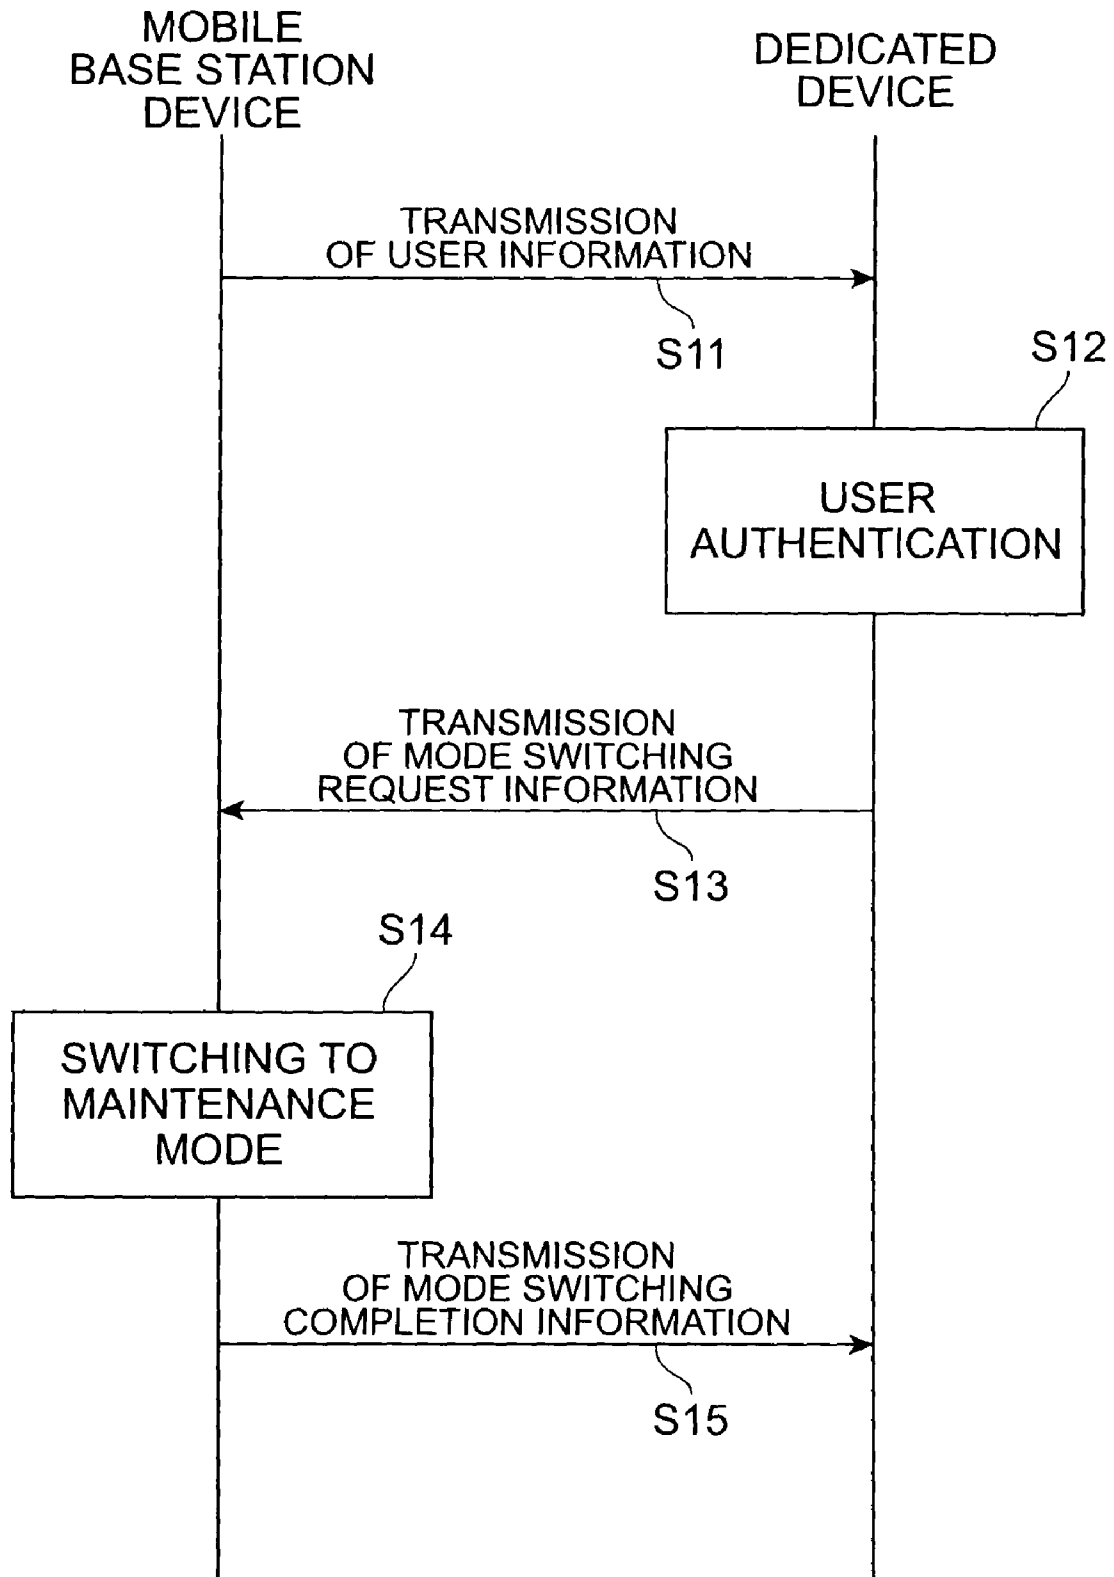 MOBILE
BASE STATION
DEVICE
DEDICATED
DEVICE
TRANSMISSION
OF USER INFORMATION
S11
S12
USER
AUTHENTICATION
TRANSMISSION
OF MODE SWITCHING
REQUEST INFORMATION
S13
S14
SWITCHING TO
MAINTENANCE
MODE
TRANSMISSION
OF MODE SWITCHING
COMPLETION INFORMATION
S15